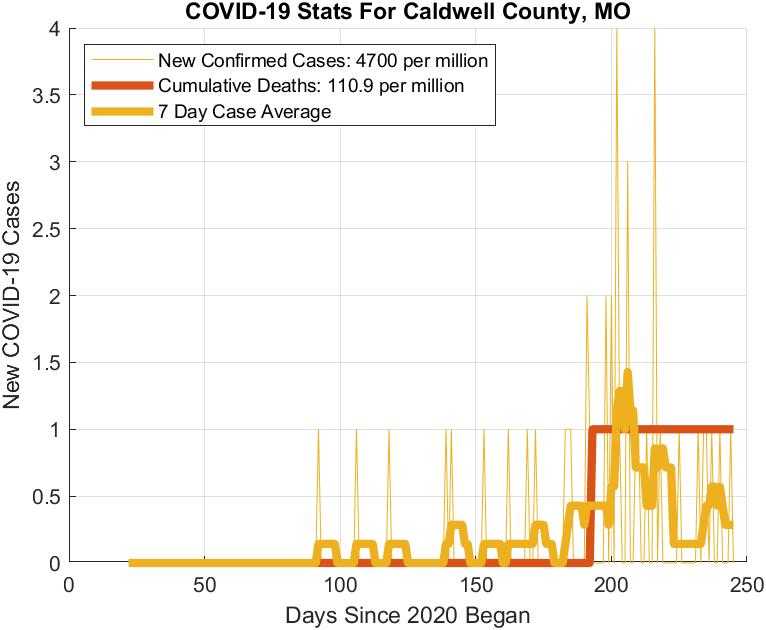 COVID-19 Stats For Caldwell County, MO
New Confirmed Cases: 4700 per million
Cumulative Deaths: 110.9 per million
7 Day Case Average
New COVID-19 Cases
4
3.5
3
2.5
2
1.5
1
0.5
0
0 50 100 150 200 250
Days Since 2020 Began